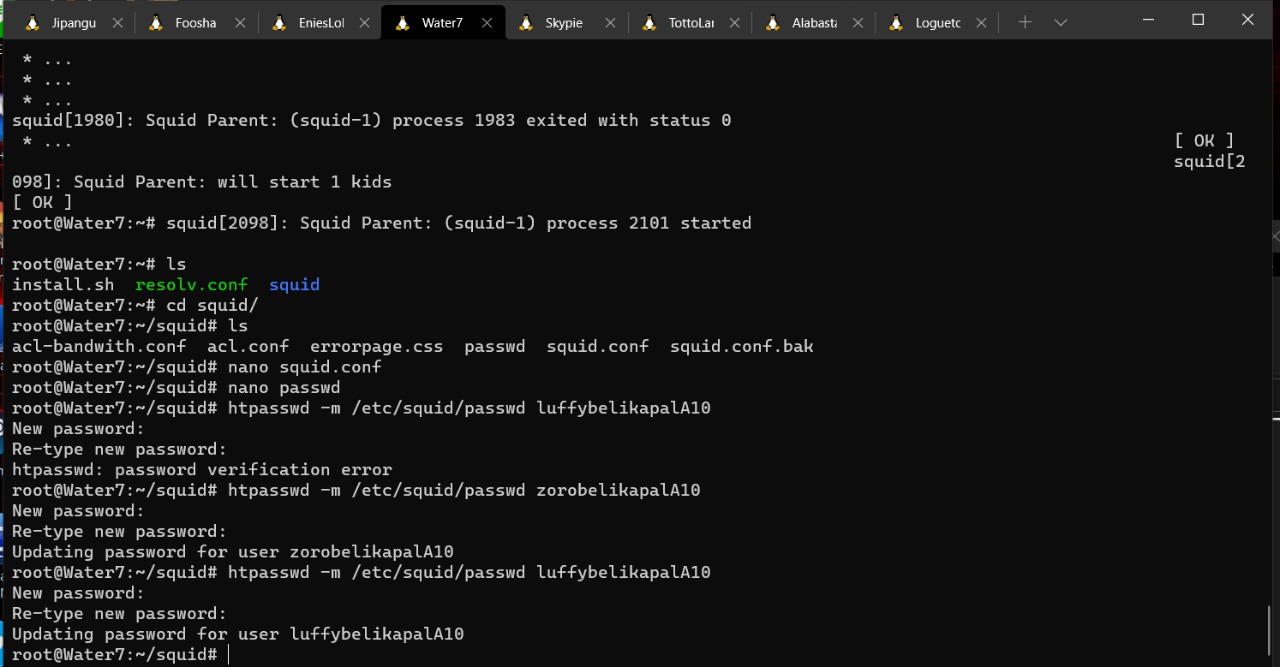 Jipangu Foosha EniesLol Water7 Skypie TottoLar Alabasta Loguetc
* ...
* ...
* ...
squid[1980]: Squid Parent: (squid-1) process 1983 exited with status 0
* ...
[ OK ]
squid[2
098]: Squid Parent: will start 1 kids
[ OK ]
root@Water7:~# squid[2098]: Squid Parent: (squid-1) process 2101 started
root@Water7:~# ls
install.sh resolv.conf squid
root@Water7:~# cd squid/
root@Water7:~/squid# ls
acl-bandwith.conf acl.conf errorpage.css passwd squid.conf squid.conf.bak
root@Water7:~/squid# nano squid.conf
root@Water7:~/squid# nano passwd
root@Water7:~/squid# htpasswd -m /etc/squid/passwd luffybelikapalA10
New password:
Re-type new password:
htpasswd: password verification error
root@Water7:~/squid# htpasswd -m /etc/squid/passwd zorobelikapalA10
New password:
Re-type new password:
Updating password for user zorobelikapalA10
root@Water7:~/squid# htpasswd -m /etc/squid/passwd luffybelikapalA10
New password:
Re-type new password:
Updating password for user luffybelikapalA10
root@Water7:~/squid#